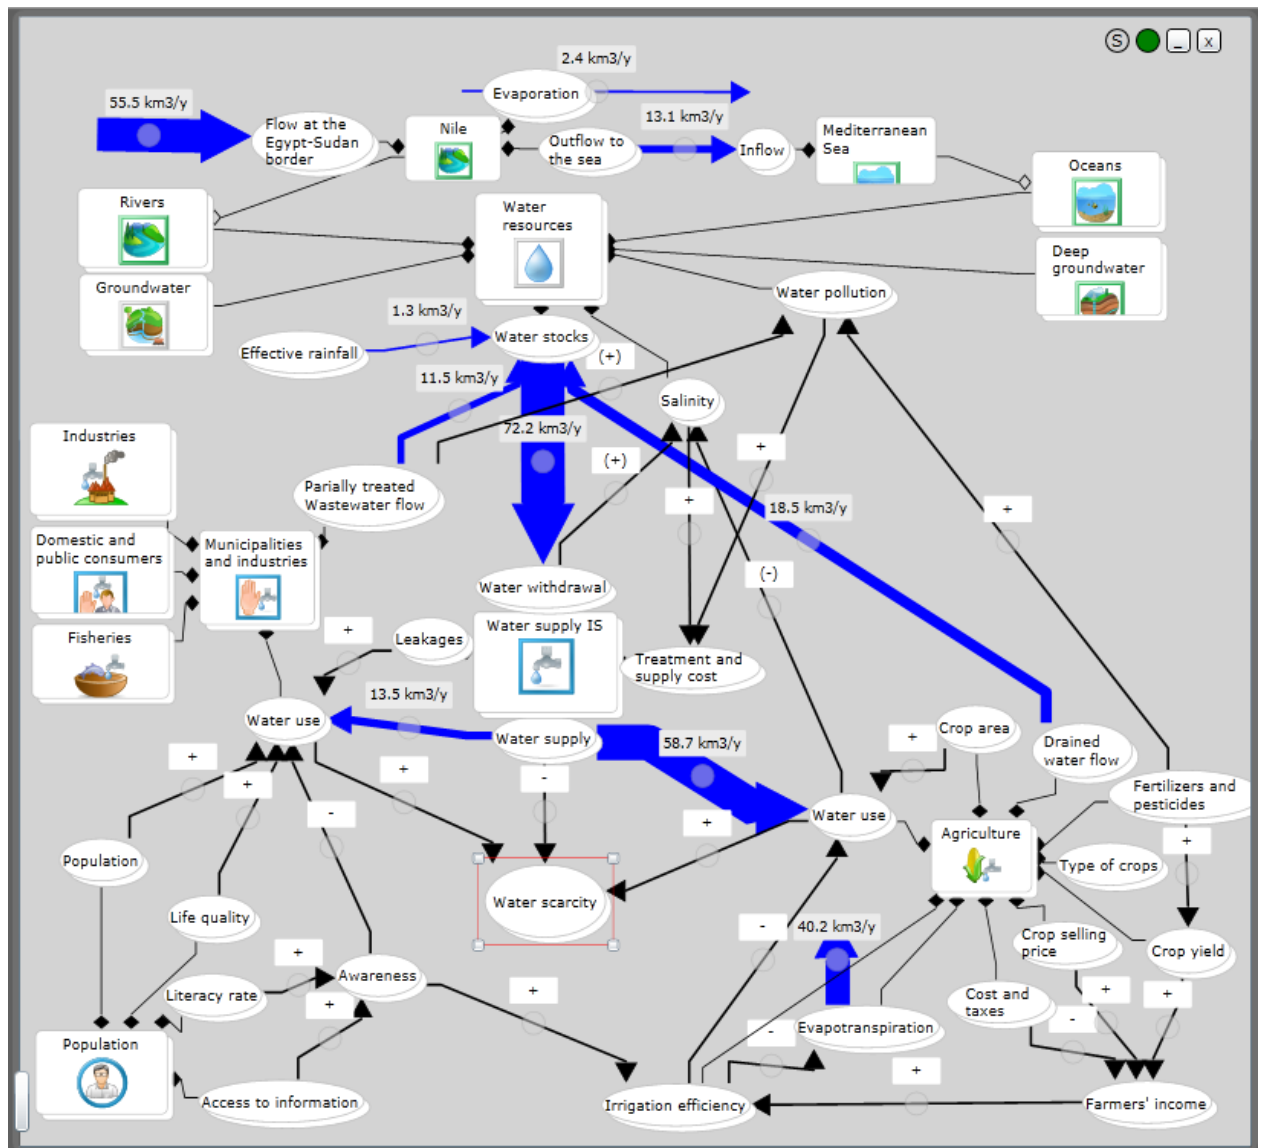 S
_
x
2.4 km3/y
Evaporation
55.5 km3/y
13.1 km3/y
Flow at the
Egypt-Sudan
border
Nile
Outflow to
the sea
Inflow
Mediterranean
Sea
Oceans
Rivers
Water
resources
Deep
groundwater
Groundwater
Water pollution
1.3 km3/y
Effective rainfall
Water stocks
(+)
11.5 km3/y
Salinity
72.2 km3/y
Industries
(+)
+
+
18.5 km3/y
+
Parially treated
Wastewater flow
Domestic and
public consumers
Municipalities
and industries
(-)
Water withdrawal
Fisheries
+
Leakages
Water supply IS
Treatment and
supply cost
13.5 km3/y
Water use
Water supply
58.7 km3/y
Crop area
+
Drained
water flow
+
+
+
-
Fertilizers and
pesticides
-
+
Water use
Agriculture
+
Population
Type of crops
Water scarcity
Life quality
-
40.2 km3/y
Crop selling
price
Crop yield
+
Awareness
Literacy rate
+
+
Cost and
taxes
+
+
-
Evapotranspiration
-
Population
+
Access to information
Irrigation efficiency
Farmers' income